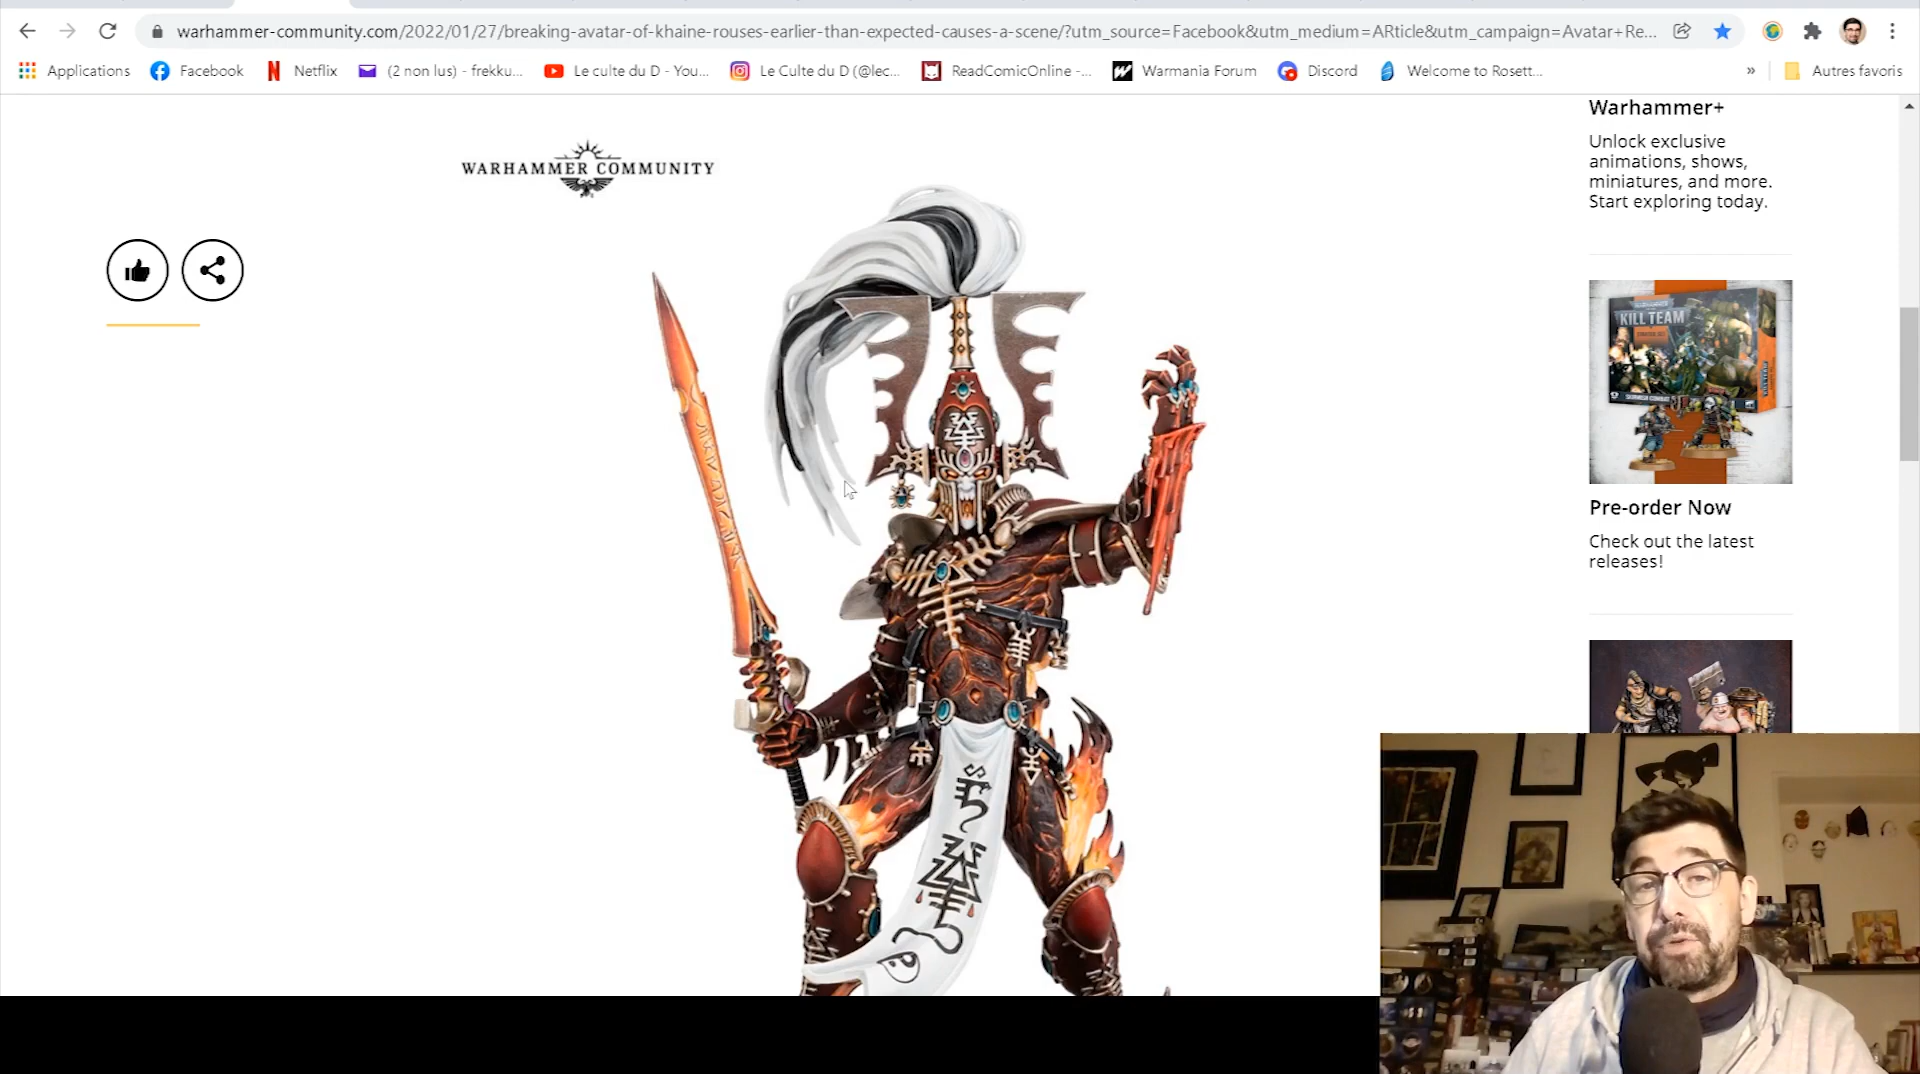 warhammer-community.com/2022/01/27/breaking-avatar-of-khaine-rouses-earlier-than-expected-causes-a-scene/?utm_source=Facebook&utm_medium=ARticle&utm_campaign=Avatar+Re...
Applications
Facebook
Netflix
(2 non lus) - frekku...
Le culte du D - You...
Le Culte du D (@lec...
ReadComicOnline -...
Warmania Forum
Discord
Welcome to Rosett...
»
Autres favoris
WARHAMMER COMMUNITY
Warhammer+
Unlock exclusive
animations, shows,
miniatures, and more.
Start exploring today.
KILL TEAM
Pre-order Now
Check out the latest
releases!